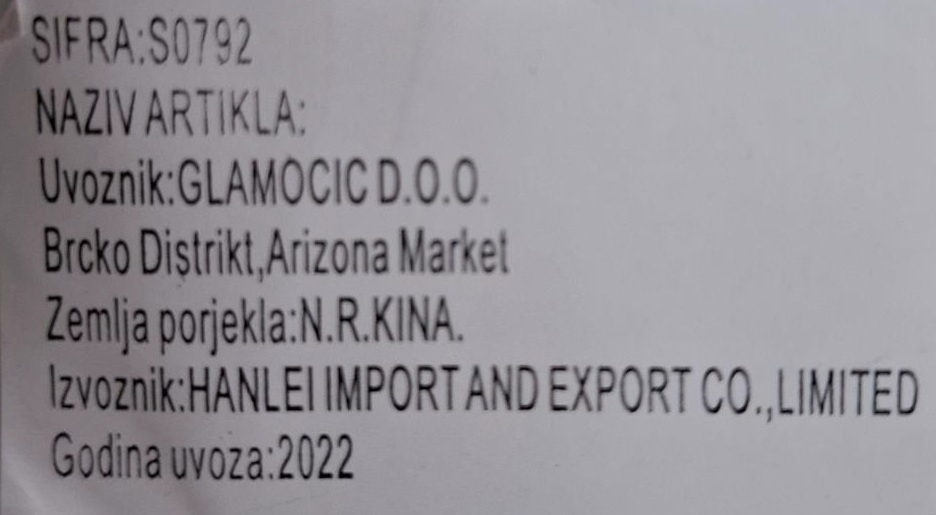 SIFRA:S0792
NAZIV ARTIKLA:
Uvoznik:GLAMOCIC D.O.O.
Brcko Distrikt,Arizona Market
Zemlja porjekla:N.R.KINA.
Izvoznik:HANLEI IMPORT AND EXPORT CO.,LIMITED
Godina uvoza:2022